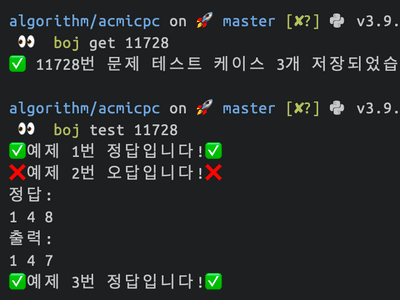 algorithm/acmicpc on 🚀 master [✘?] v3.9.
👀 boj get 11728
✅ 11728번 문제 테스트 케이스 3개 저장되었습
algorithm/acmicpc on 🚀 master [✘?] v3.9.
👀 boj test 11728
✅예제 1번 정답입니다!✅
❌예제 2번 오답입니다!❌
정답:
1 4 8
출력:
1 4 7
✅예제 3번 정답입니다!✅